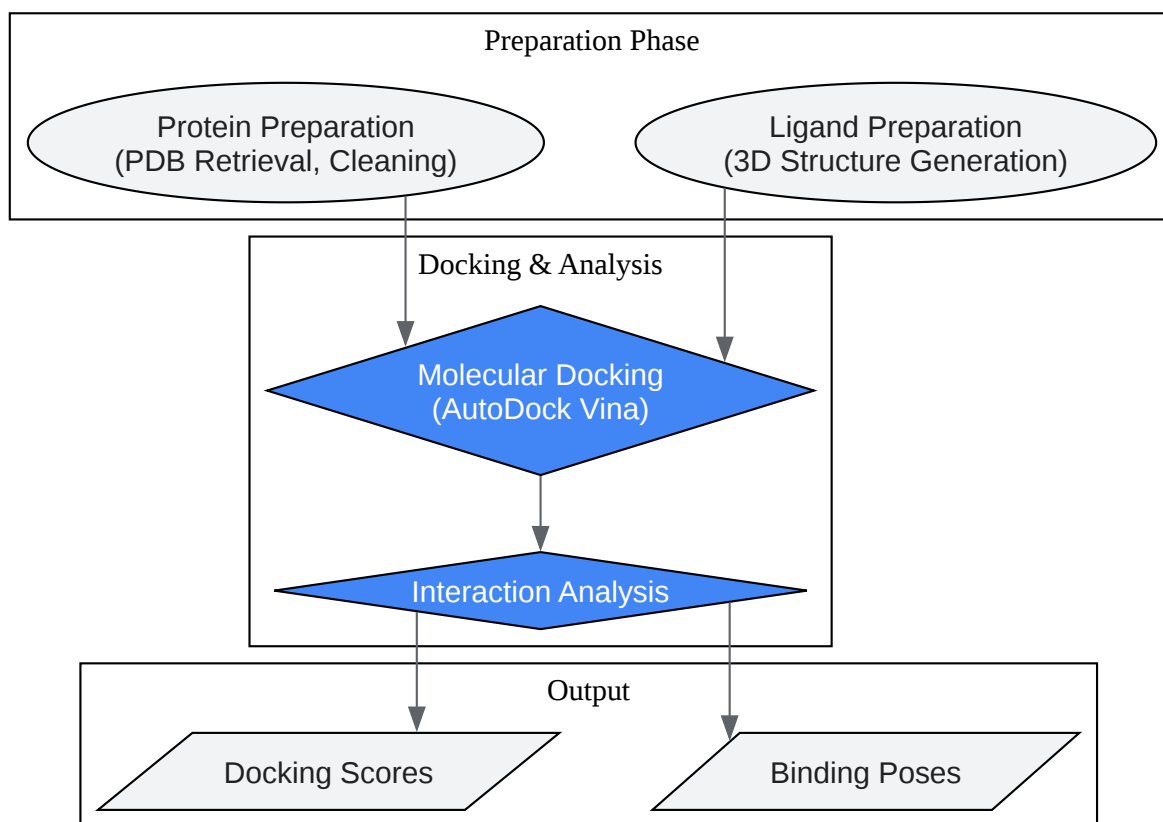 Preparation Phase
Protein Preparation
(PDB Retrieval, Cleaning)
Ligand Preparation
(3D Structure Generation)
Docking & Analysis
Molecular Docking
(AutoDock Vina)
Interaction Analysis
Output
Docking Scores
Binding Poses